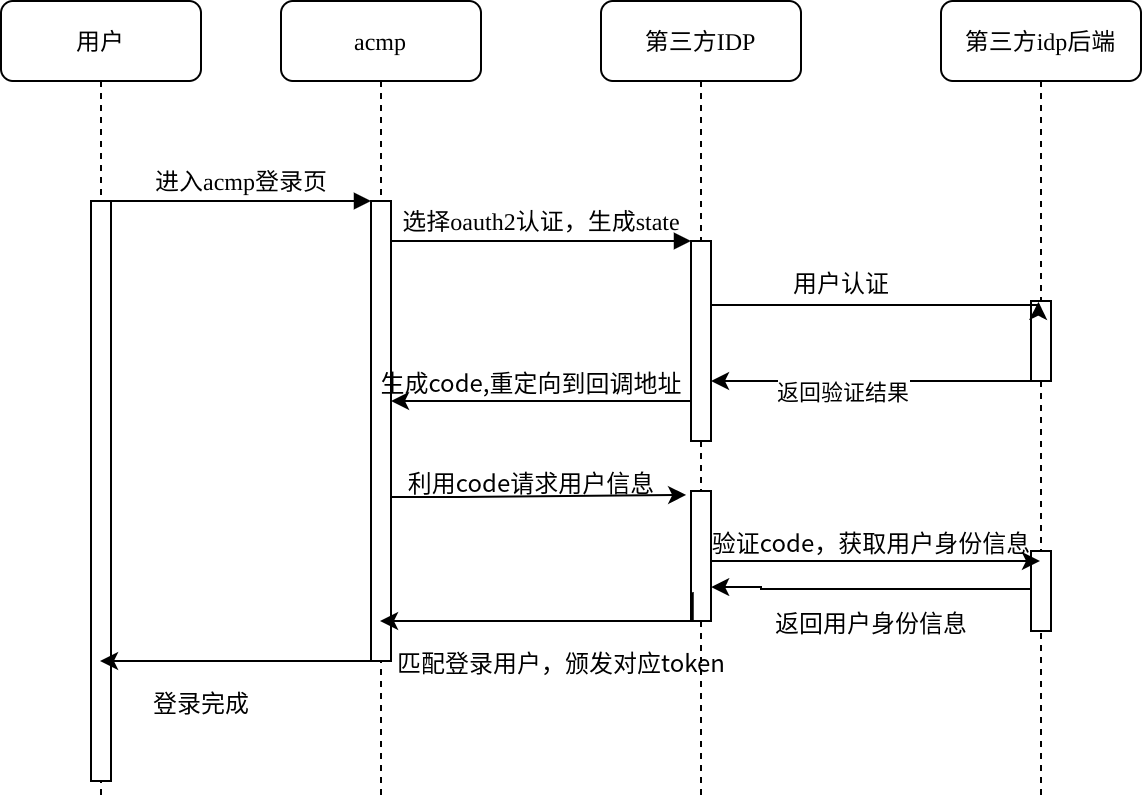 用户
acmp
第三方IDP
第三方idp后端
进入acmp登录页
选择oauth2认证，生成state
用户认证
生成code,重定向到回调地址
返回验证结果
利用code请求用户信息
验证code，获取用户身份信息
返回用户身份信息
匹配登录用户，颁发对应token
登录完成